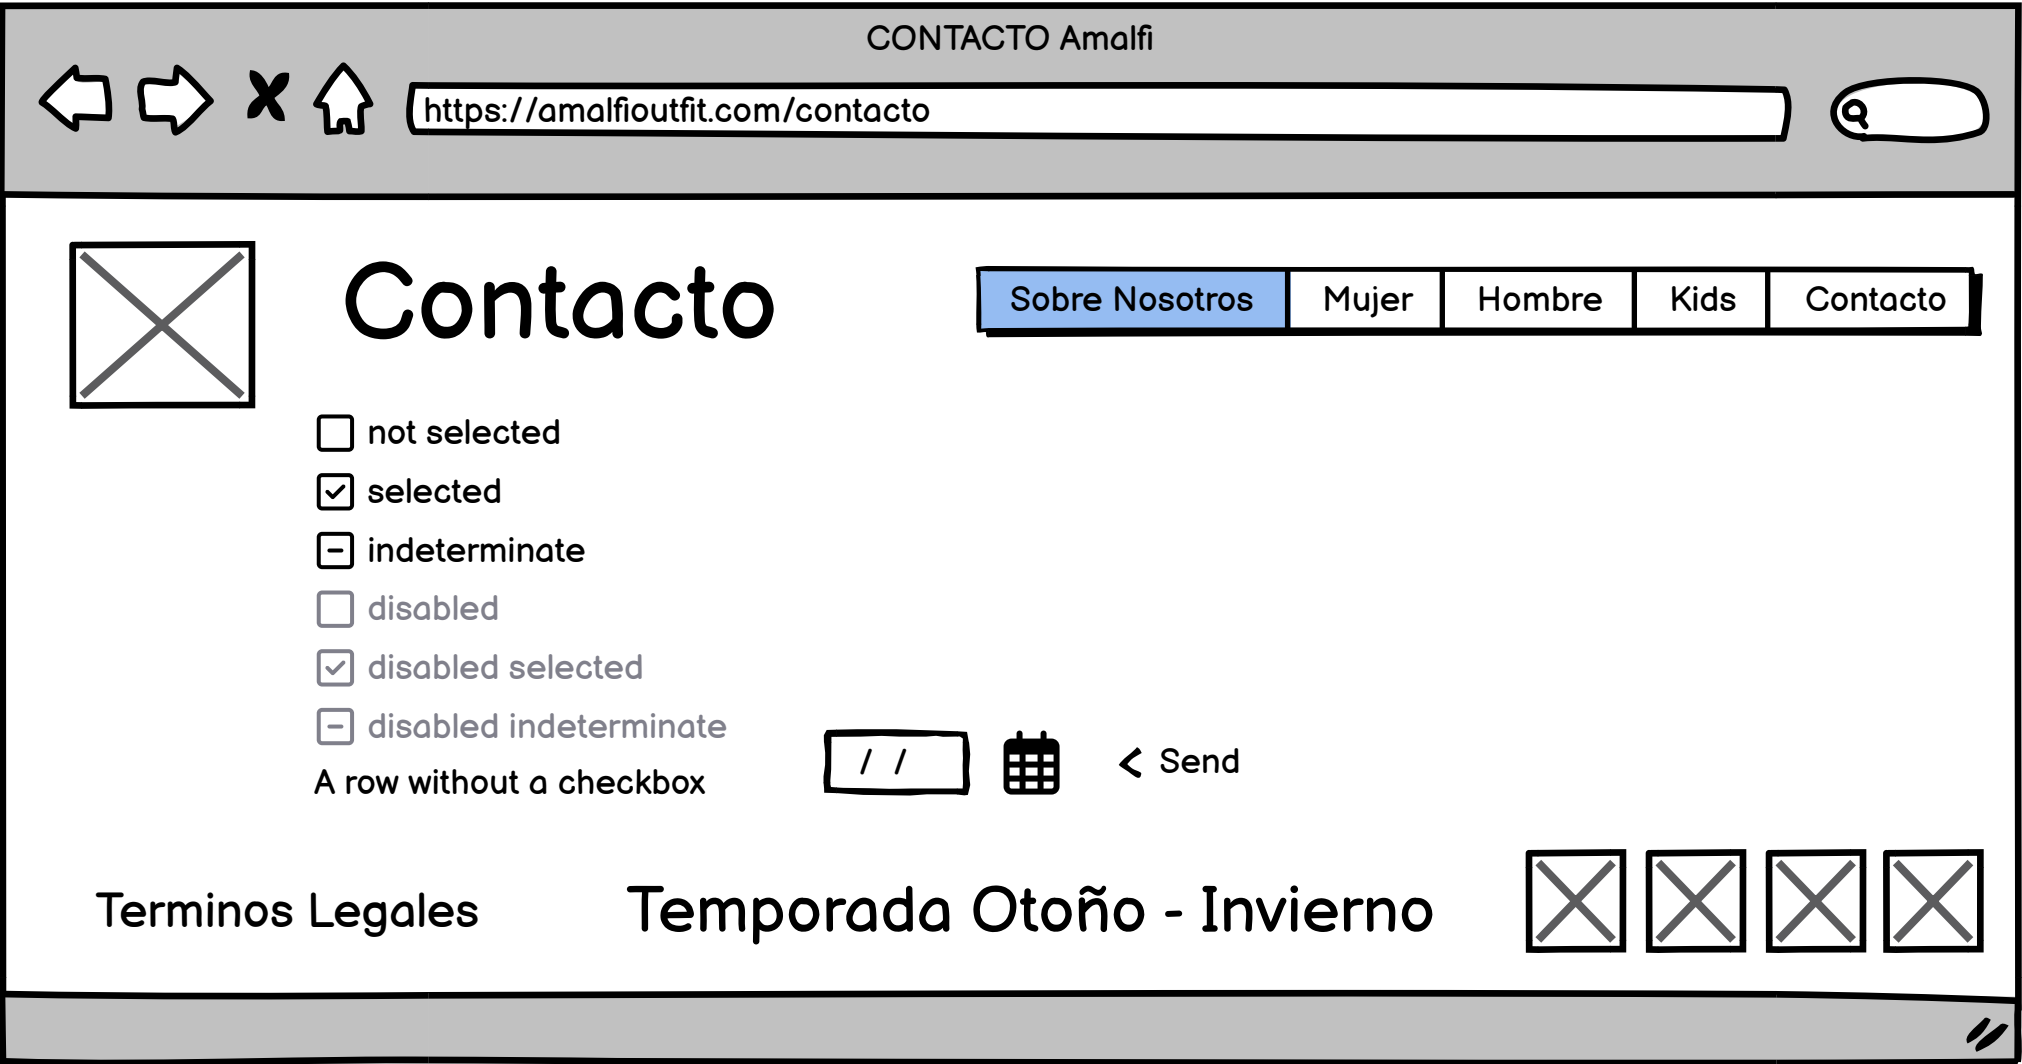 CONTACTO Amalfi
https://amalfioutfit.com/contacto
Contacto
Sobre Nosotros
Mujer
Hombre
Kids
Contacto
not selected
selected
indeterminate
disabled
disabled selected
disabled indeterminate
A row without a checkbox
/ /
< Send
Terminos Legales
Temporada Otoño - Invierno